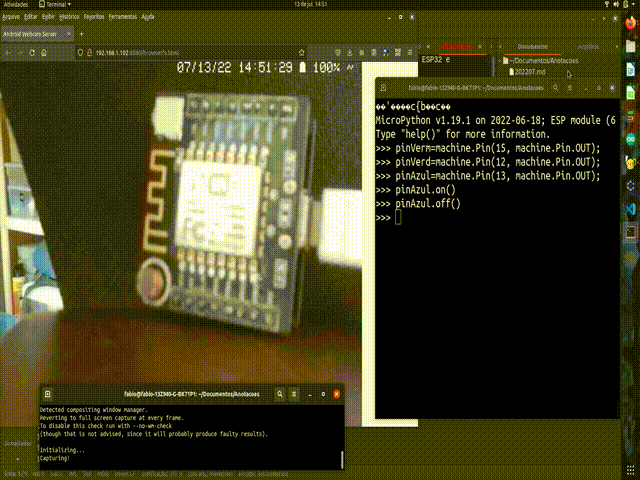 Atividades
Terminal
13 de jul 14:51
Arquivo Editar Exibir Histórico Favoritos Ferramentas Ajuda
Android Webcam Server
192.168.1.102
07/13/22 14:51:29 100%
ESP32 e
Documentos
~/Documentos/Anotacoes
202207.md
fabio@fabio-13Z940-G-BK71P1: ~/Documentos/Anotacoes
MicroPython v1.19.1 on 2022-06-18; ESP module (6
Type "help()" for more information.
>>> pinVerm=machine.Pin(15, machine.Pin.OUT);
>>> pinVerd=machine.Pin(12, machine.Pin.OUT);
>>> pinAzul=machine.Pin(13, machine.Pin.OUT);
>>> pinAzul.on()
>>> pinAzul.off()
>>>
fabio@fabio-13Z940-G-BK71P1: ~/Documentos/Anotacoes
Detected compositing window manager.
Reverting to full screen capture at every frame.
To disable this check run with --no-wm-check
(though that is not advised, since it will probably produce faulty results).
Initializing...
Capturing!